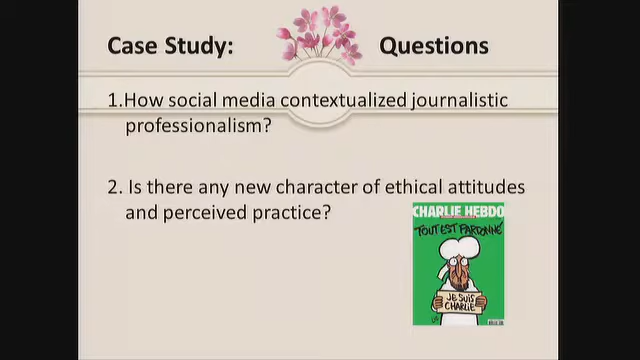 Case Study: Questions
1.How social media contextualized journalistic
professionalism?
2. Is there any new character of ethical attitudes
and perceived practice?
CHARLIE HEBDO
TOUT EST PARDONNÉ
JE SUIS
CHARLIE